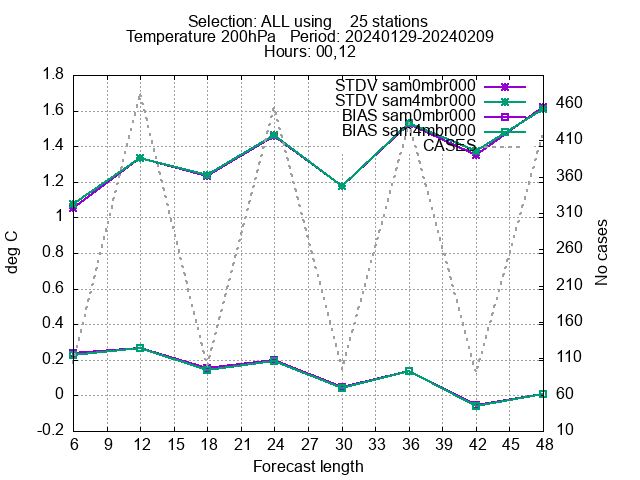 Selection: ALL using    25 stations
Temperature 200hPa   Period: 20240129-20240209
Hours: 00,12
STDV sam0mbr000
STDV sam4mbr000
BIAS sam0mbr000
BIAS sam4mbr000
CASES
1.8
1.6
1.4
1.2
1
0.8
0.6
0.4
0.2
0
-0.2
deg C
460
410
360
310
260
210
160
110
60
10
No cases
6 9 12 15 18 21 24 27 30 33 36 39 42 45 48
Forecast length